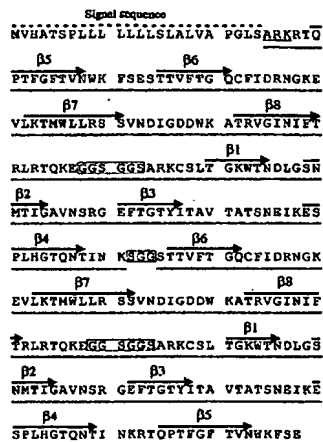 Signal sequence
MVHATSPLLL LLLLSLALVA PGLSARKRTQ
β5 β6
PTFGFTVNWK FSESTTVFTG QCFIDRNGKE
β7 β8
VLKTMWLLRS SVNDIGDDWK ATRVGINIFT
β1
RLRTQKEGGS GGSARKCSLT GKWTNDLGSN
β2 β3
MTIGAVNSRG EFTGTYITAV TATSNEIKES
β4 β6
PLHGTQNTIN KSGGSTTVFT GQCFIDRNGK
β7 β8
EVLKTMWLLR SSVNDIGDDW KATRVGINIF
β1
TRLRTQKEGG SGGSARKCSL TGKWTNDLGS
β2 β3
NMTIGAVNSR GEFTGTYITA VTATSNEIKE
β4 β5
SPLHGTQNTI NKRTQPTFGF TVNWKFSE